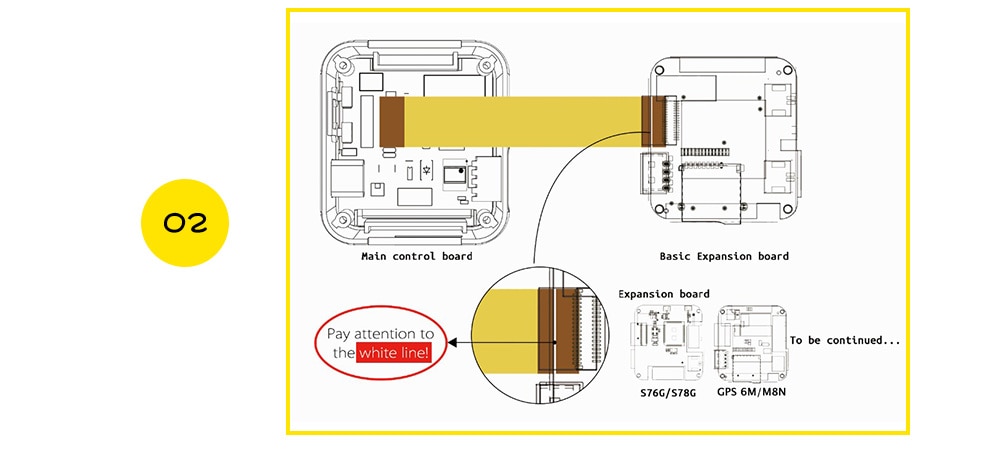 02
Main control board
Basic Expansion board
Pay attention to
the white line!
Expansion board
To be continued...
S76G/S78G
GPS 6M/M8N